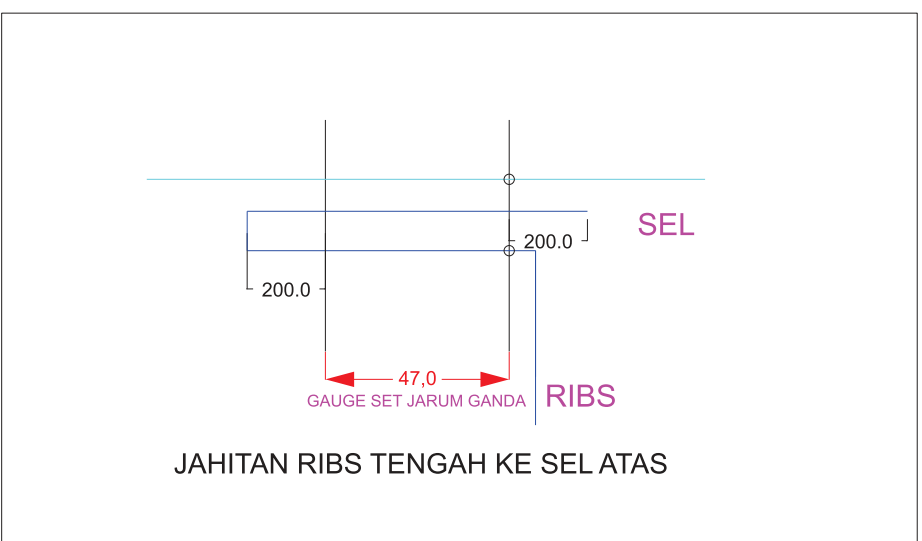 SEL
200.0
200.0
47,0
GAUGE SET JARUM GANDA
RIBS
JAHITAN RIBS TENGAH KE SEL ATAS